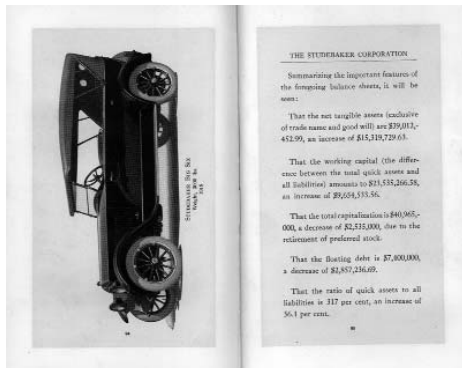 STUDEBAKER BIG SIX
THE STUDEBAKER CORPORATION
Summarizing the important features of
the foregoing balance sheets, it will be
seen:
That the net tangible assets (exclusive
of trade name and good will) are $39,013,-
452.99, an increase of $15,319,729.63.
That the working capital (the differ-
ence between the total quick assets and
all liabilities) amounts to $23,535,266.58,
an increase of $9,654,533.56.
That the total capitalization is $40,965,-
000, a decrease of $2,535,000, due to the
retirement of preferred stock.
That the floating debt is $7,400,000,
a decrease of $2,857,236.69.
That the ratio of quick assets to all
liabilities is 317 per cent, an increase of
56.1 per cent.